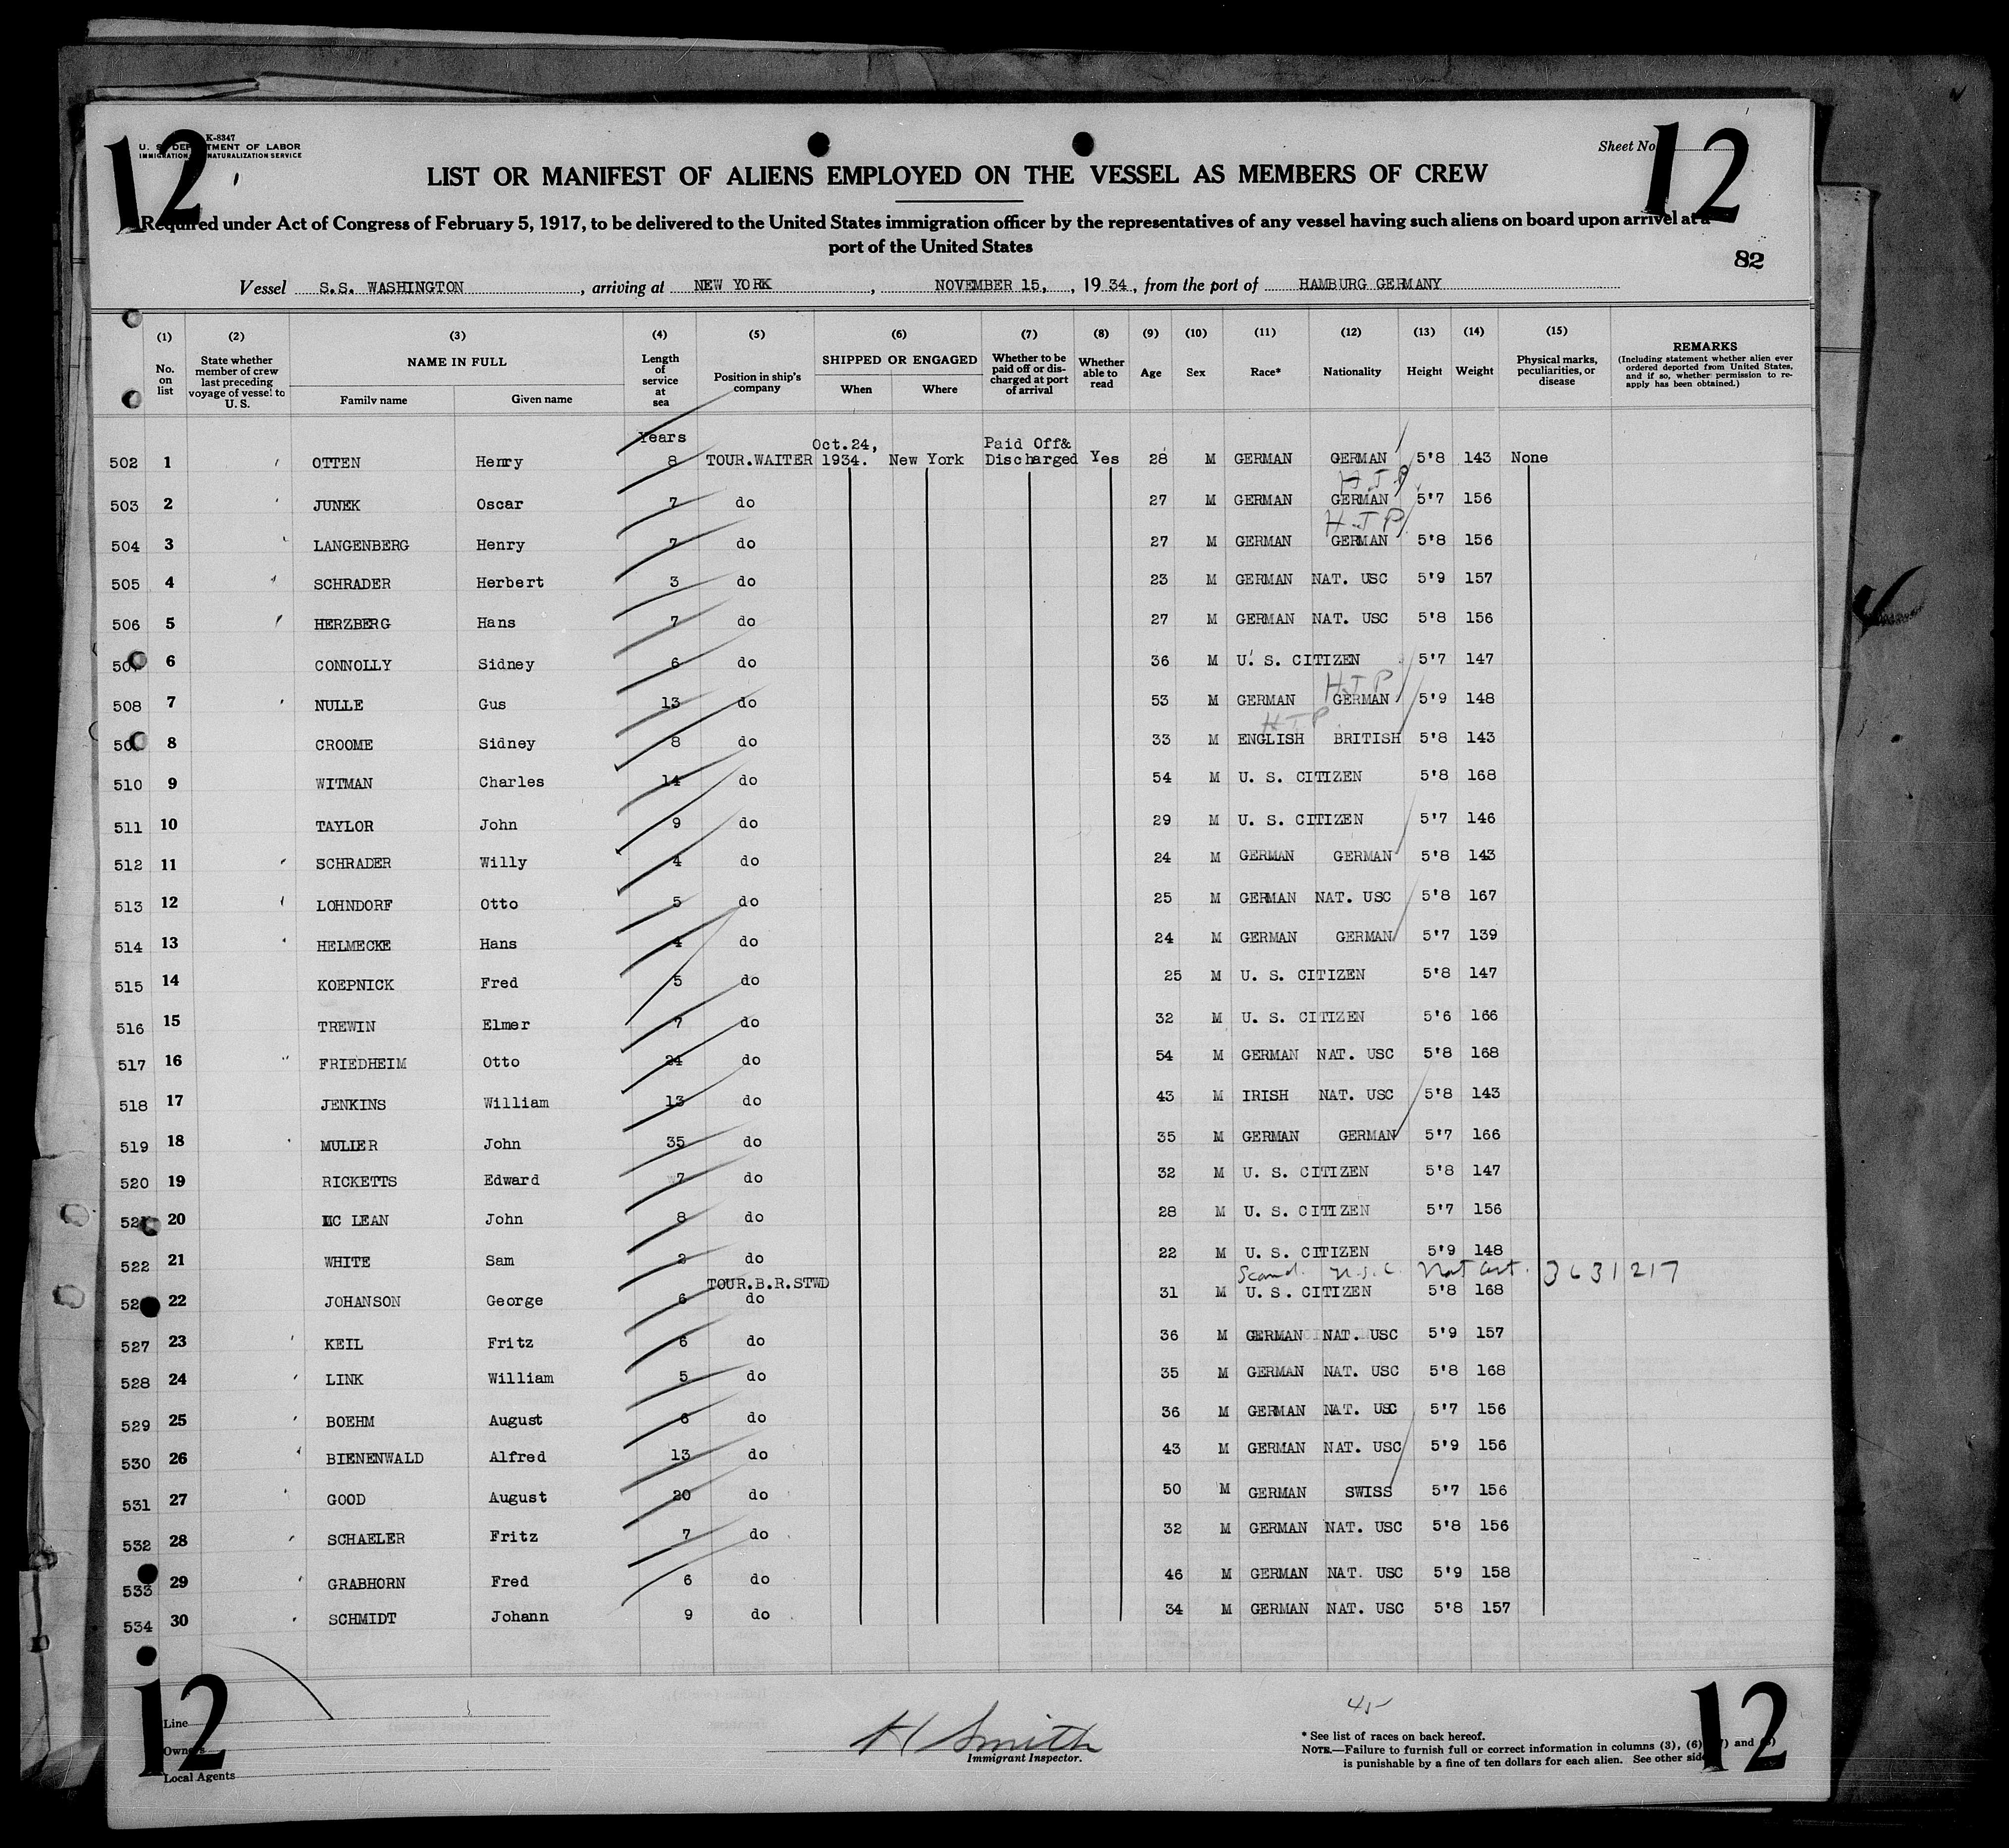 12
12
K-8347
U. S. DEPARTMENT OF LABOR
IMMIGRATION NATURALIZATION SERVICE
Sheet No.
LIST OR MANIFEST OF ALIENS EMPLOYED ON THE VESSEL AS MEMBERS OF CREW
Required under Act of Congress of February 5, 1917, to be delivered to the United States immigration officer by the representatives of any vessel having such aliens on board upon arrival at a
port of the United States
82
Vessel S.S. WASHINGTON, arriving at NEW YORK, NOVEMBER 15, 1934, from the port of HAMBURG GERMANY
(1) (2) (3) (4) (5) (6) (7) (8) (9) (10) (11) (12) (13) (14) (15)
No. on list State whether member of crew last preceding voyage of vessel to U. S. NAME IN FULL Family name Given name Length of service at sea Position in ship's company SHIPPED OR ENGAGED When Where Whether to be paid off or discharged at port of arrival Whether able to read Age Sex Race* Nationality Height Weight Physical marks, peculiarities, or disease REMARKS (Including statement whether alien ever ordered deported from United States, and if so, whether permission to reapply has been obtained.)
Years Oct.24, Paid Off&
502 1 OTTEN Henry 8 TOUR.WAITER 1934. New York Discharged Yes 28 M GERMAN GERMAN 5'8 143 None
H.J.P.
503 2 JUNEK Oscar 7 do 27 M GERMAN GERMAN 5'7 156
H.J.P.
504 3 LANGENBERG Henry 7 do 27 M GERMAN GERMAN 5'8 156
505 4 SCHRADER Herbert 3 do 23 M GERMAN NAT. USC 5'9 157
506 5 HERZBERG Hans 7 do 27 M GERMAN NAT. USC 5'8 156
6 CONNOLLY Sidney 6 do 36 M U. S. CITIZEN 5'7 147
H.J.P.
508 7 NULLE Gus 13 do 53 M GERMAN GERMAN 5'9 148
H.J.P.
8 CROOME Sidney 8 do 33 M ENGLISH BRITISH 5'8 143
510 9 WITMAN Charles 14 do 54 M U. S. CITIZEN 5'8 168
511 10 TAYLOR John 9 do 29 M U. S. CITIZEN 5'7 146
512 11 SCHRADER Willy 4 do 24 M GERMAN GERMAN 5'8 143
513 12 LOHNDORF Otto 5 do 25 M GERMAN NAT. USC 5'8 167
514 13 HELMECKE Hans 4 do 24 M GERMAN GERMAN 5'7 139
515 14 KOEPNICK Fred 5 do 25 M U. S. CITIZEN 5'8 147
516 15 TREWIN Elmer 7 do 32 M U. S. CITIZEN 5'6 166
517 16 FRIEDHEIM Otto 24 do 54 M GERMAN NAT. USC 5'8 168
518 17 JENKINS William 13 do 43 M IRISH NAT. USC 5'8 143
519 18 MULLER John 35 do 35 M GERMAN GERMAN 5'7 166
520 19 RICKETTS Edward 7 do 32 M U. S. CITIZEN 5'8 147
20 MC LEAN John 8 do 28 M U. S. CITIZEN 5'7 156
522 21 WHITE Sam do 22 M U. S. CITIZEN 5'9 148
TOUR.B.R.STWD Scand. U.S.C. Nat Cert. 3631217
22 JOHANSON George 6 do 31 M U. S. CITIZEN 5'8 168
527 23 KEIL Fritz 6 do 36 M GERMAN NAT. USC 5'9 157
528 24 LINK William 5 do 35 M GERMAN NAT. USC 5'8 168
529 25 BOEHM August 6 do 36 M GERMAN NAT. USC 5'7 156
530 26 BIENENWALD Alfred 13 do 43 M GERMAN NAT. USC 5'9 156
531 27 GOOD August 20 do 50 M GERMAN SWISS 5'7 156
532 28 SCHAELER Fritz 7 do 32 M GERMAN NAT. USC 5'8 156
533 29 GRABHORN Fred 6 do 46 M GERMAN NAT. USC 5'9 158
534 30 SCHMIDT Johann 9 do 34 M GERMAN NAT. USC 5'8 157
12
12
45
Line
Owners
Local Agents
H Smith
Immigrant Inspector.
* See list of races on back hereof.
NOTE.—Failure to furnish full or correct information in columns (3), (6), (7) and
is punishable by a fine of ten dollars for each alien. See other side